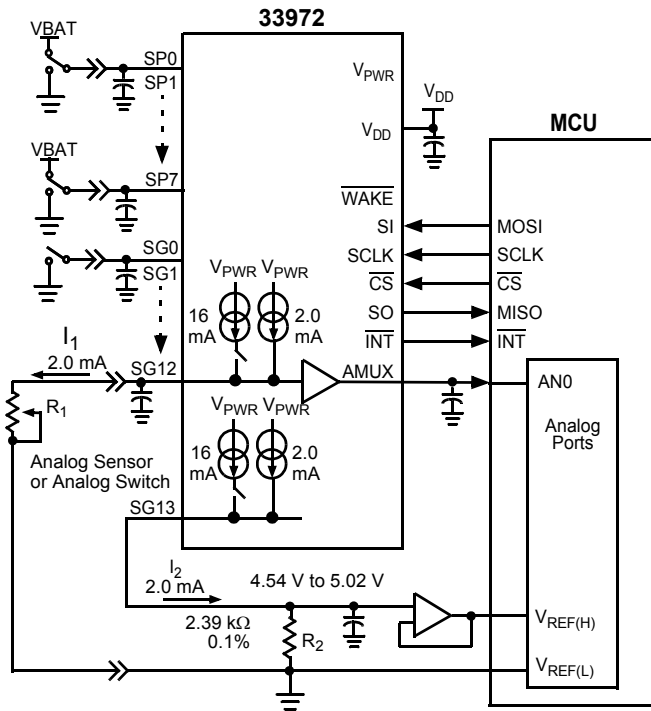 33972
VBAT
SP0
SP1
VPWR
VDD
VDD
MCU
VBAT
SP7
WAKE
SI
MOSI
SG0
SG1
SCLK
SCLK
VPWR VPWR
CS
CS
16 mA
2.0 mA
SO
MISO
INT
INT
I1
2.0 mA
SG12
AMUX
AN0
R1
VPWR VPWR
Analog
Ports
16 mA
2.0 mA
Analog Sensor
or Analog Switch
SG13
I2
2.0 mA
4.54 V to 5.02 V
2.39 kΩ
0.1%
R2
VREF(H)
VREF(L)